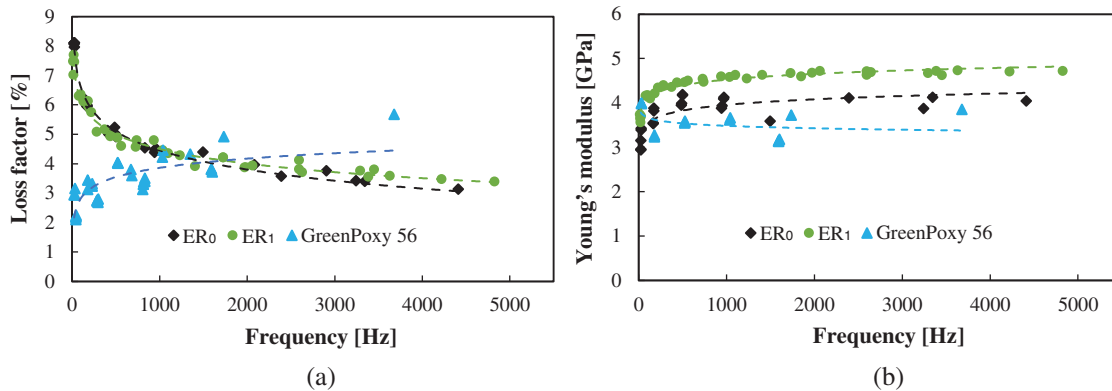 9
8
7
6
5
4
3
2
1
0
Loss factor [%]
ER0 ER1 GreenPoxy 56
0 1000 2000 3000 4000 5000
Frequency [Hz]
(a)
6
5
4
3
2
1
0
Young's modulus [GPa]
ER0 ER1 GreenPoxy 56
0 1000 2000 3000 4000 5000
Frequency [Hz]
(b)